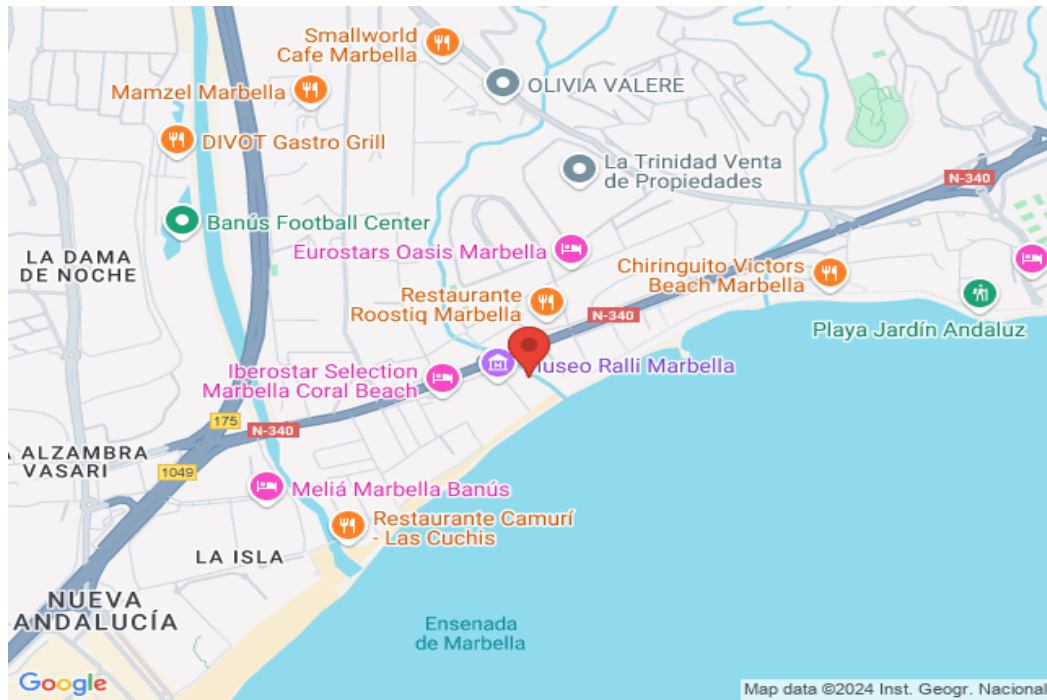 Smallworld
Cafe Marbella
OLIVIA VALERE
Mamzel Marbella
DIVOT Gastro Grill
La Trinidad Venta
de Propiedades
N-340
Banús Football Center
LA DAMA
DE NOCHE
Eurostars Oasis Marbella
Chiringuito Victors
Beach Marbella
Restaurante
Roostiq Marbella
N-340
Playa Jardín Andaluz
Iberostar Selection
Marbella Coral Beach
Museo Ralli Marbella
175
N-340
ALZAMBRA
VASARI
1049
Meliá Marbella Banús
Restaurante Camurí
- Las Cuchis
LA ISLA
NUEVA
ANDALUCÍA
Ensenada
de Marbella
Google
Map data ©2024 Inst. Geogr. Nacional